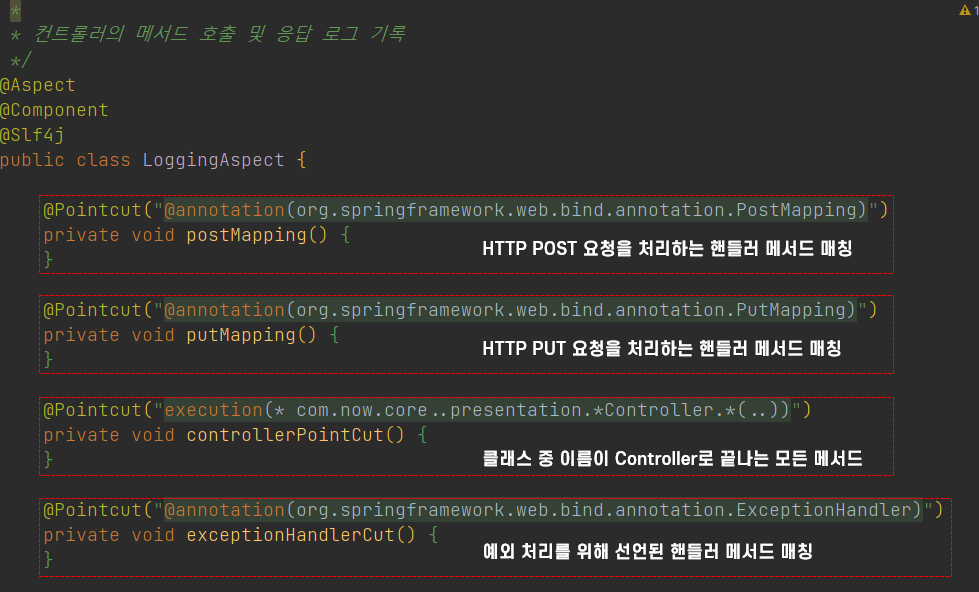 *
* 컨트롤러의 메서드 호출 및 응답 로그 기록
*/
@Aspect
@Component
@Slf4j
public class LoggingAspect {
@Pointcut("@annotation(org.springframework.web.bind.annotation.PostMapping)")
private void postMapping() {
HTTP POST 요청을 처리하는 핸들러 메서드 매칭
}
@Pointcut("@annotation(org.springframework.web.bind.annotation.PutMapping)")
private void putMapping() {
HTTP PUT 요청을 처리하는 핸들러 메서드 매칭
}
@Pointcut("execution(* com.now.core..presentation.*Controller.*(..))")
private void controllerPointCut() {
클래스 중 이름이 Controller로 끝나는 모든 메서드
}
@Pointcut("@annotation(org.springframework.web.bind.annotation.ExceptionHandler)")
private void exceptionHandlerCut() {
예외 처리를 위해 선언된 핸들러 메서드 매칭
}